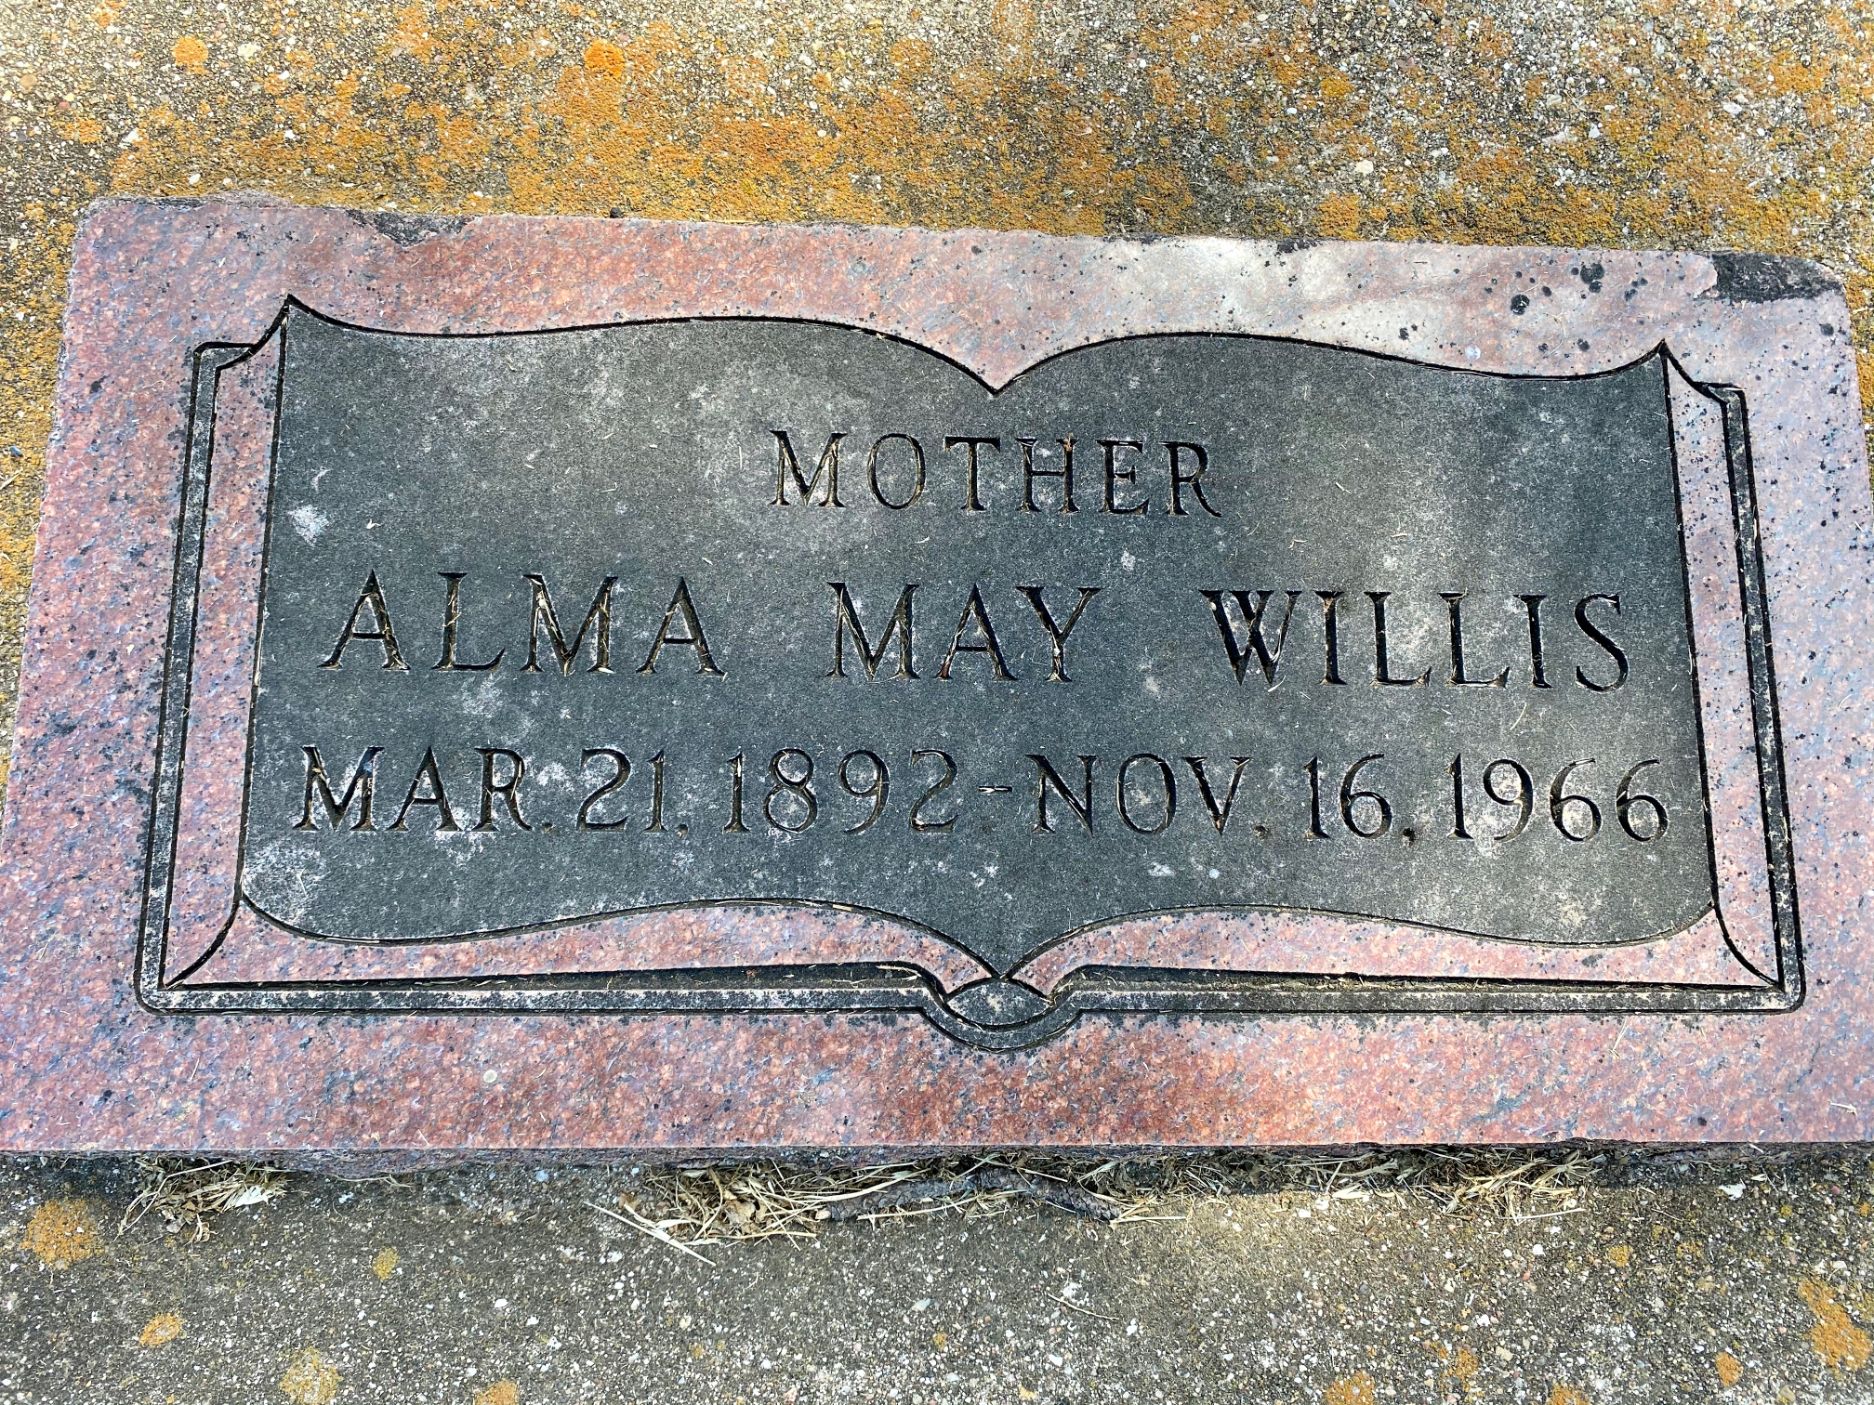 MOTHER
ALMA MAY WILLIS
MAR. 21, 1892 - NOV. 16, 1966